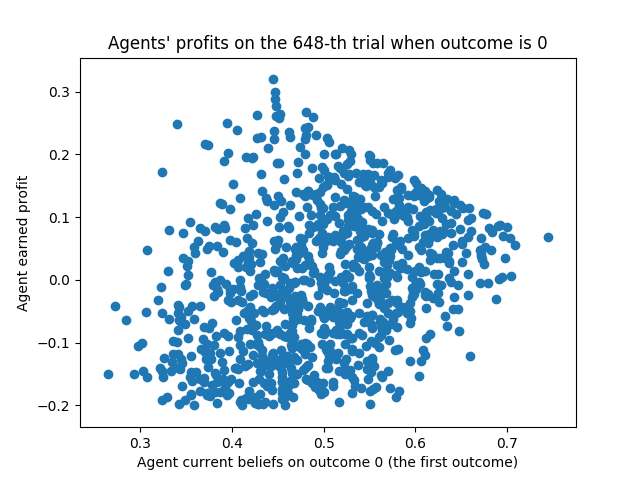 Agents' profits on the 648-th trial when outcome is 0
0.3
0.2
0.1
0.0
−0.1
−0.2
Agent earned profit
0.3 0.4 0.5 0.6 0.7
Agent current beliefs on outcome 0 (the first outcome)